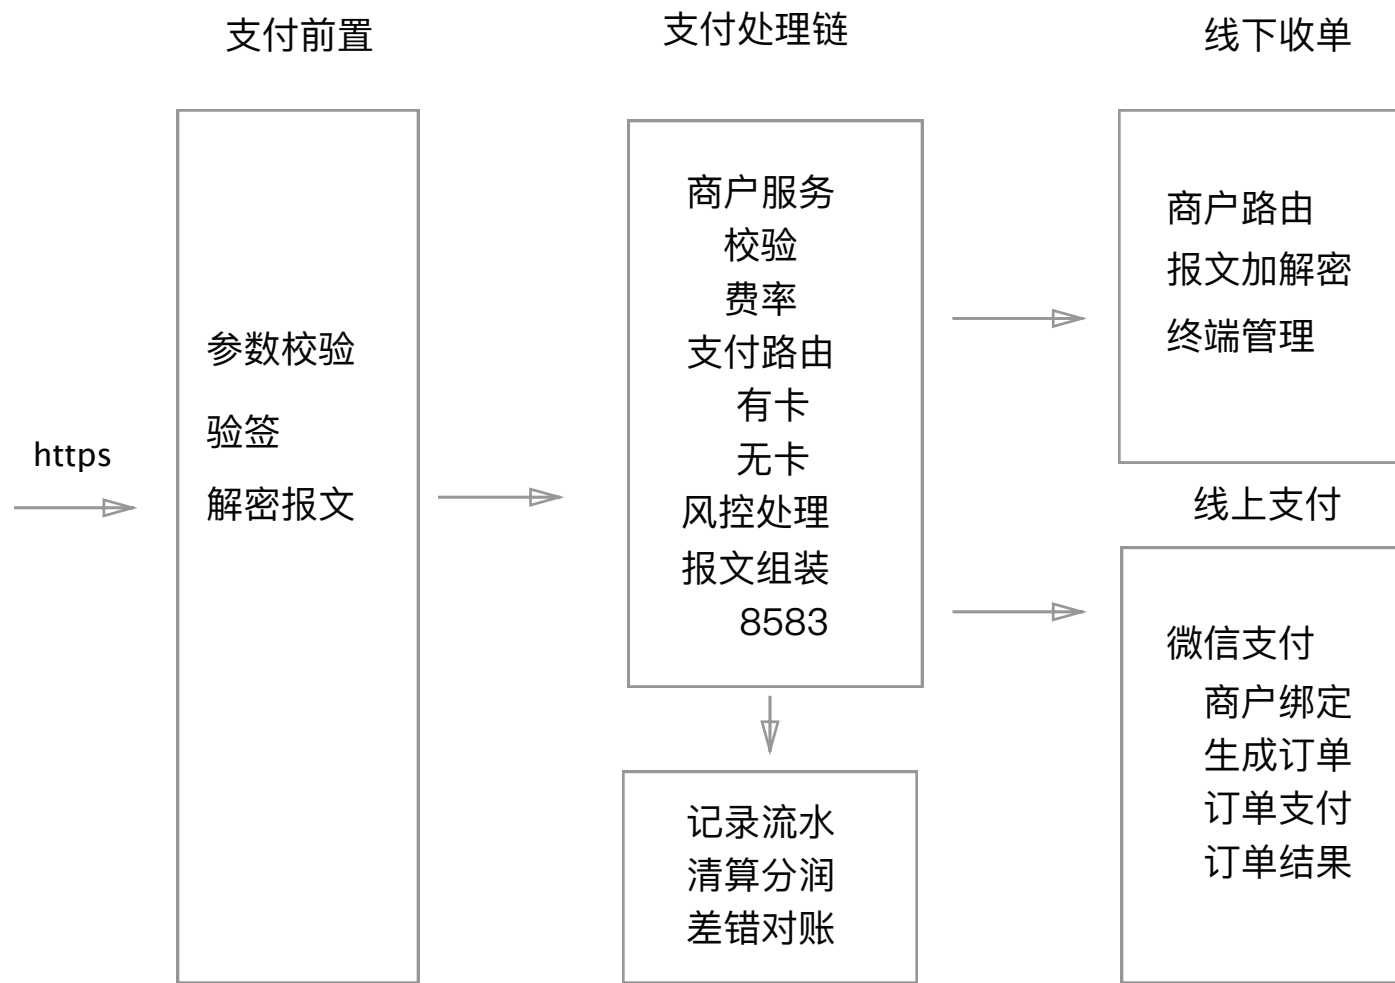 支付前置
支付处理链
线下收单
https
参数校验
验签
解密报文
商户服务
校验
费率
支付路由
有卡
无卡
风控处理
报文组装
8583
记录流水
清算分润
差错对账
商户路由
报文加解密
终端管理
线上支付
微信支付
商户绑定
生成订单
订单支付
订单结果